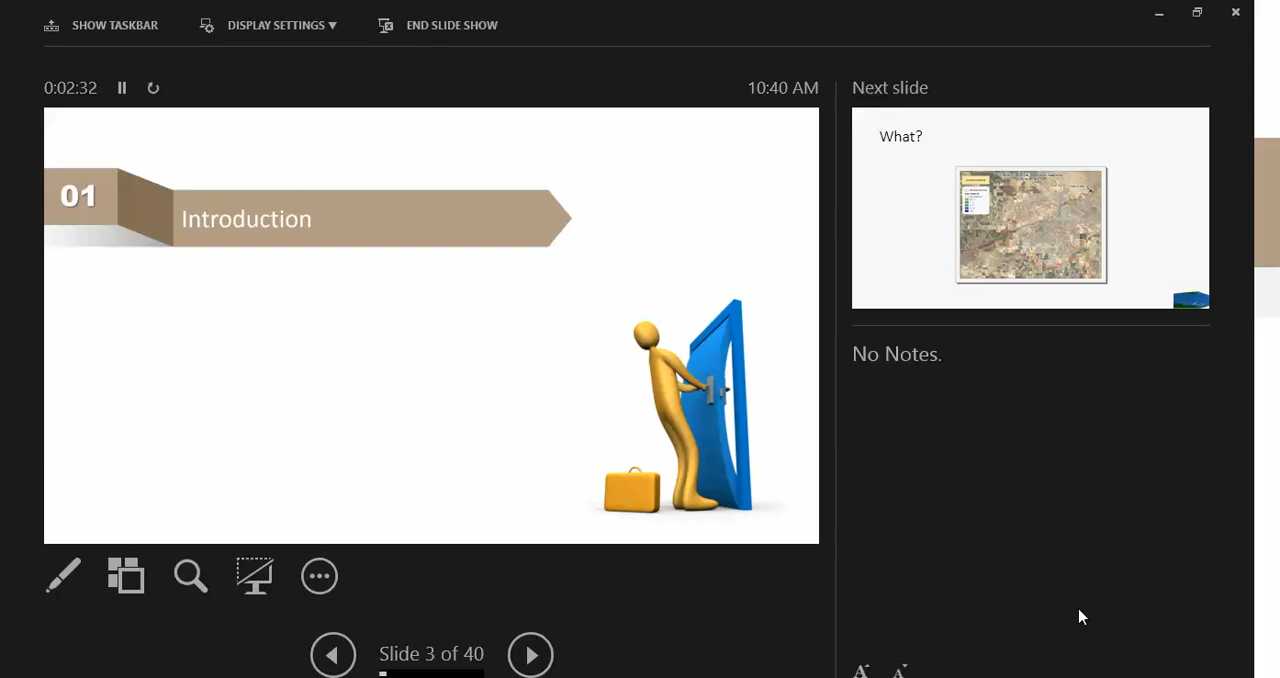 SHOW TASKBAR
DISPLAY SETTINGS ▼
END SLIDE SHOW
0:02:32
10:40 AM
Next slide
01
Introduction
What?
No Notes.
Slide 3 of 40
A A